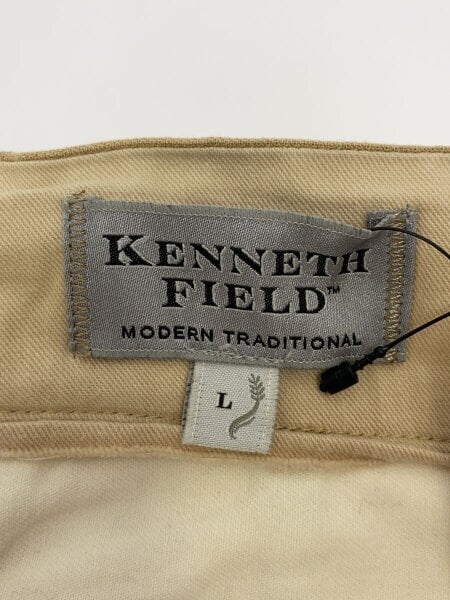 KENNETH
FIELD™
MODERN TRADITIONAL
L